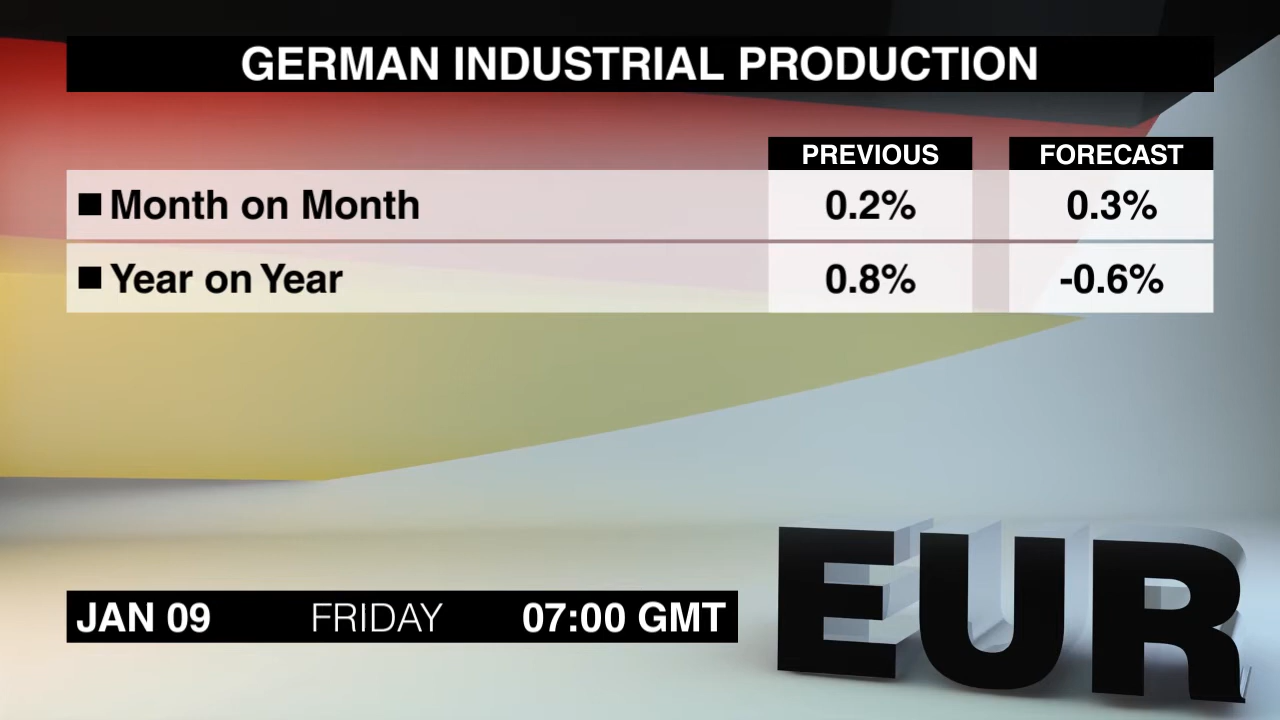 GERMAN INDUSTRIAL PRODUCTION
PREVIOUS FORECAST
Month on Month 0.2% 0.3%
Year on Year 0.8% -0.6%
JAN 09 FRIDAY 07:00 GMT
EUR